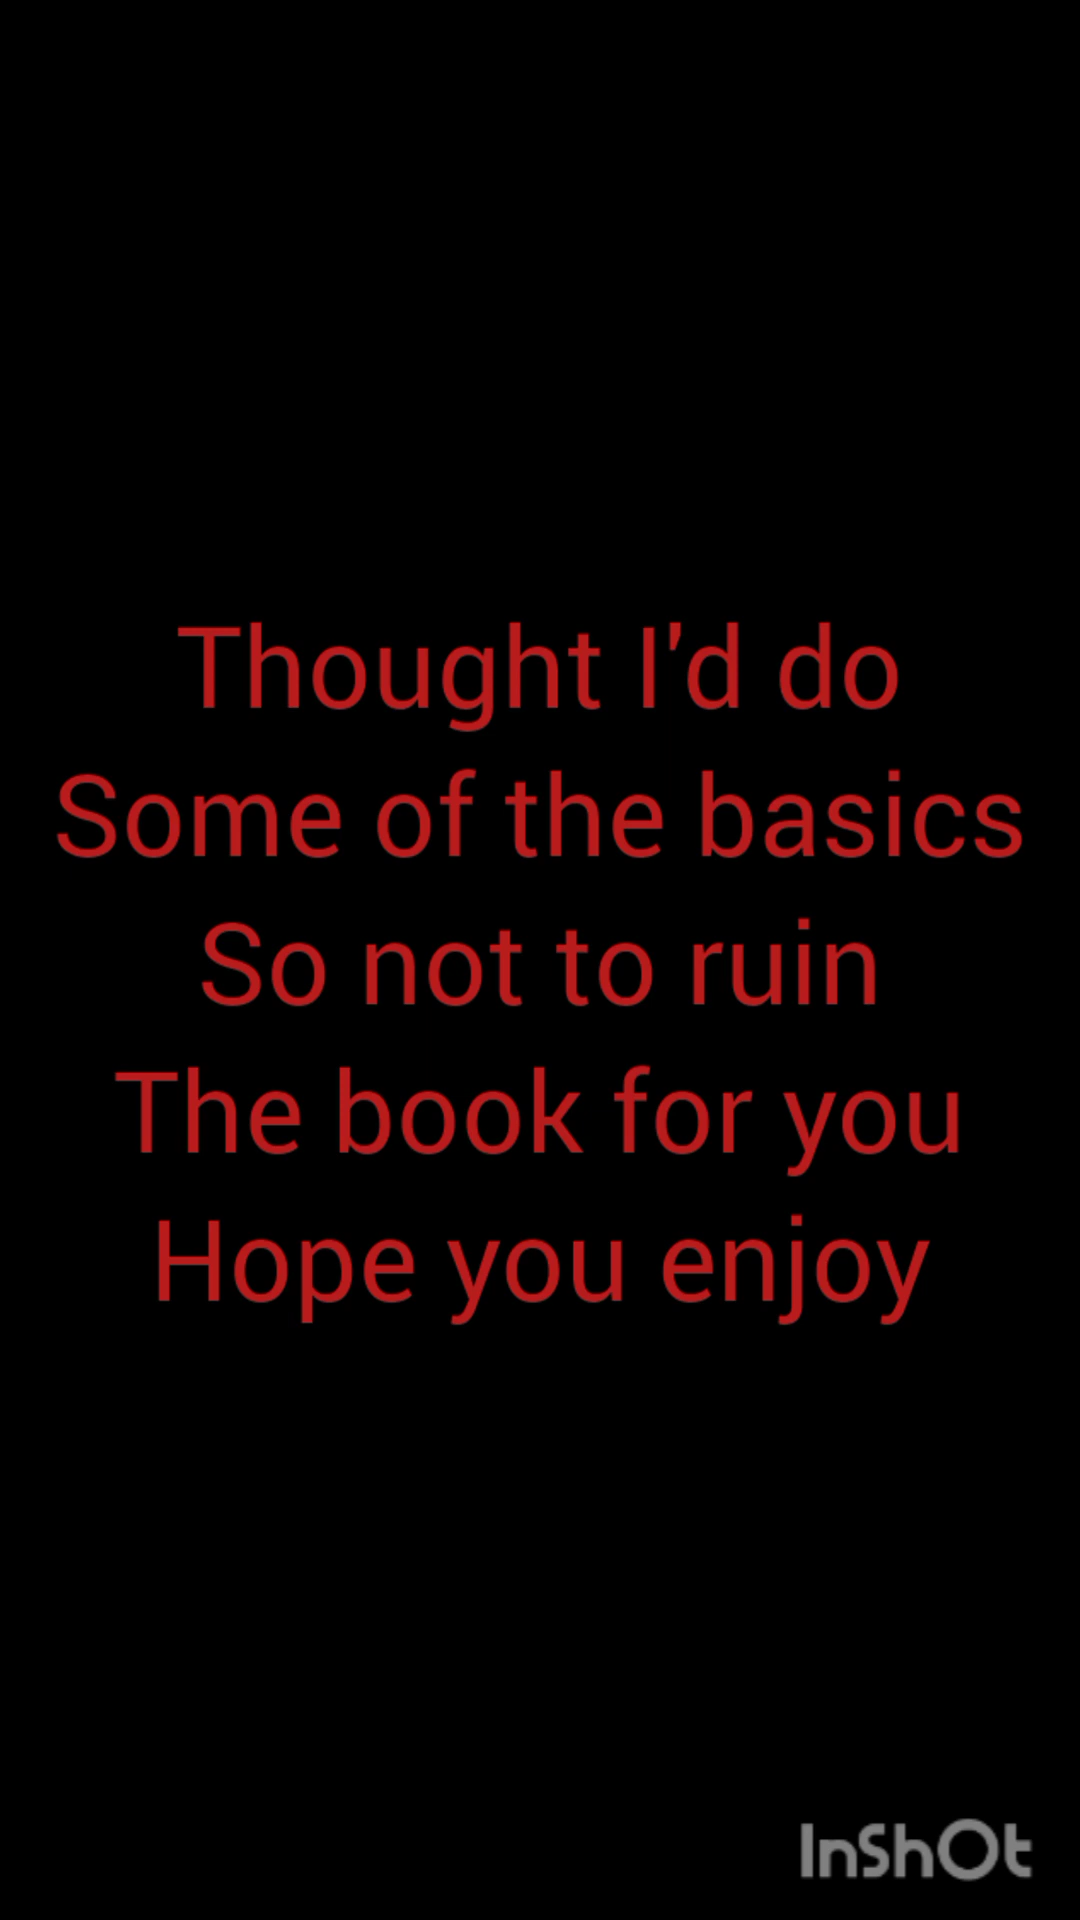 Thought I'd do
Some of the basics
So not to ruin
The book for you
Hope you enjoy
InShOt